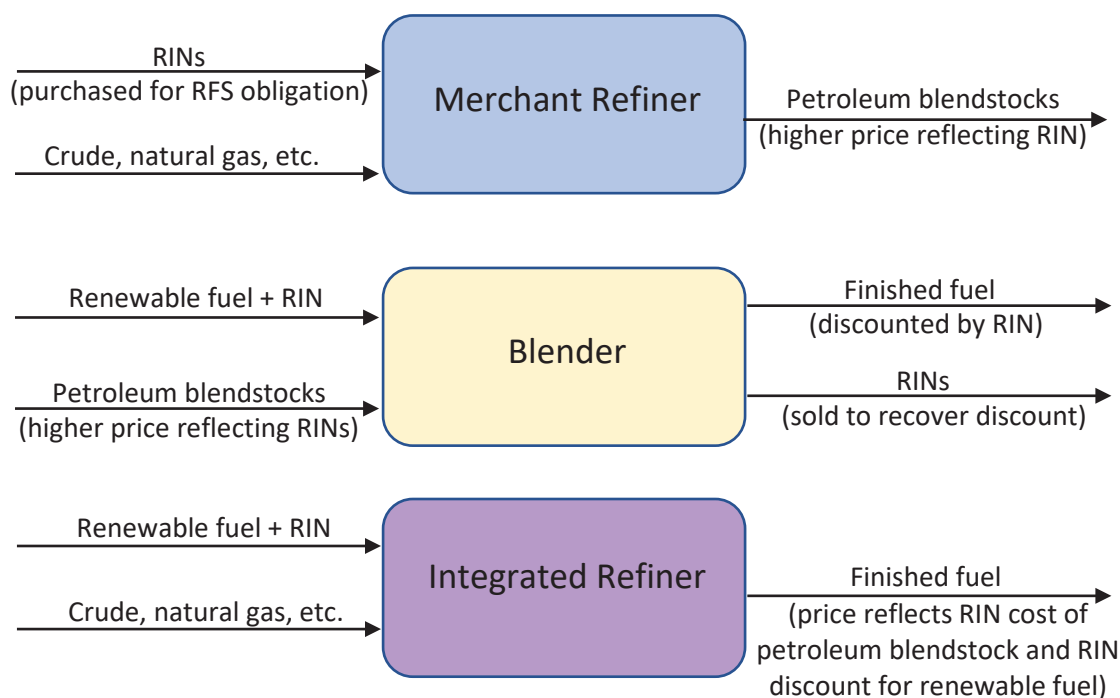 RINs
(purchased for RFS obligation)
Crude, natural gas, etc.
Merchant Refiner
Petroleum blendstocks
(higher price reflecting RIN)
Renewable fuel + RIN
Petroleum blendstocks
(higher price reflecting RINs)
Blender
Finished fuel
(discounted by RIN)
RINs
(sold to recover discount)
Renewable fuel + RIN
Crude, natural gas, etc.
Integrated Refiner
Finished fuel
(price reflects RIN cost of
petroleum blendstock and RIN
discount for renewable fuel)